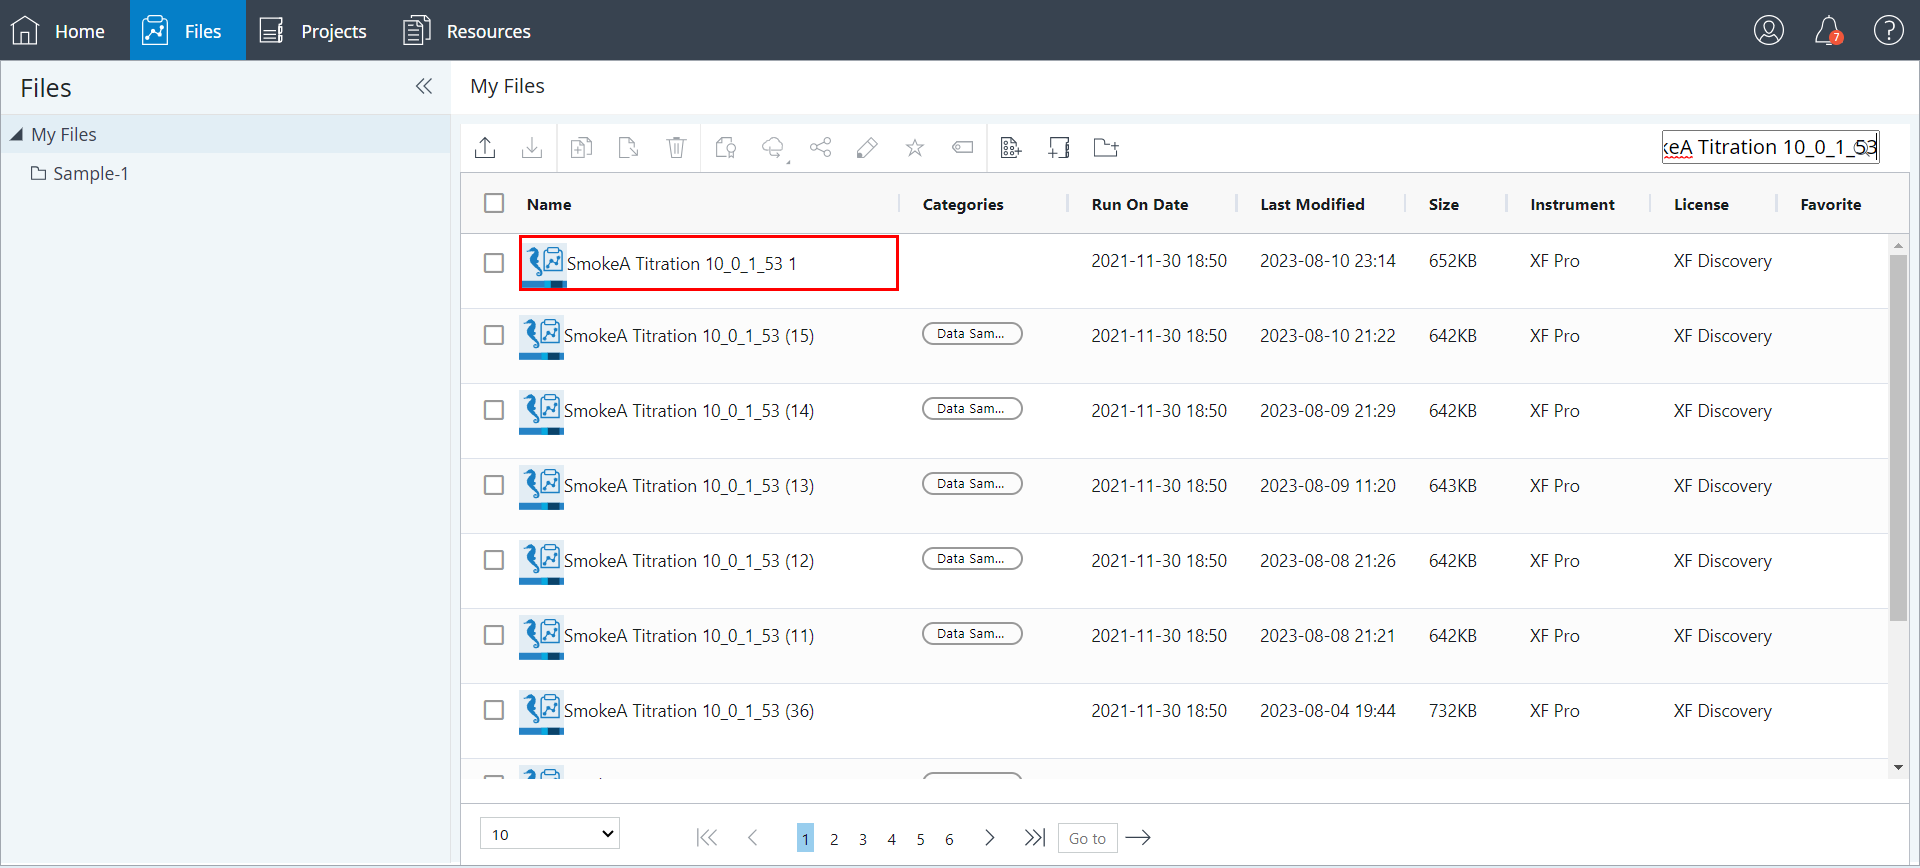 Home Files Projects Resources 7
Files
My Files
My Files
Sample-1
keA Titration 10_0_1_53
Name Categories Run On Date Last Modified Size Instrument License Favorite
SmokeA Titration 10_0_1_53 1 2021-11-30 18:50 2023-08-10 23:14 652KB XF Pro XF Discovery
SmokeA Titration 10_0_1_53 (15) Data Sam... 2021-11-30 18:50 2023-08-10 21:22 642KB XF Pro XF Discovery
SmokeA Titration 10_0_1_53 (14) Data Sam... 2021-11-30 18:50 2023-08-09 21:29 642KB XF Pro XF Discovery
SmokeA Titration 10_0_1_53 (13) Data Sam... 2021-11-30 18:50 2023-08-09 11:20 643KB XF Pro XF Discovery
SmokeA Titration 10_0_1_53 (12) Data Sam... 2021-11-30 18:50 2023-08-08 21:26 642KB XF Pro XF Discovery
SmokeA Titration 10_0_1_53 (11) Data Sam... 2021-11-30 18:50 2023-08-08 21:21 642KB XF Pro XF Discovery
SmokeA Titration 10_0_1_53 (36) 2021-11-30 18:50 2023-08-04 19:44 732KB XF Pro XF Discovery
10 1 2 3 4 5 6 Go to